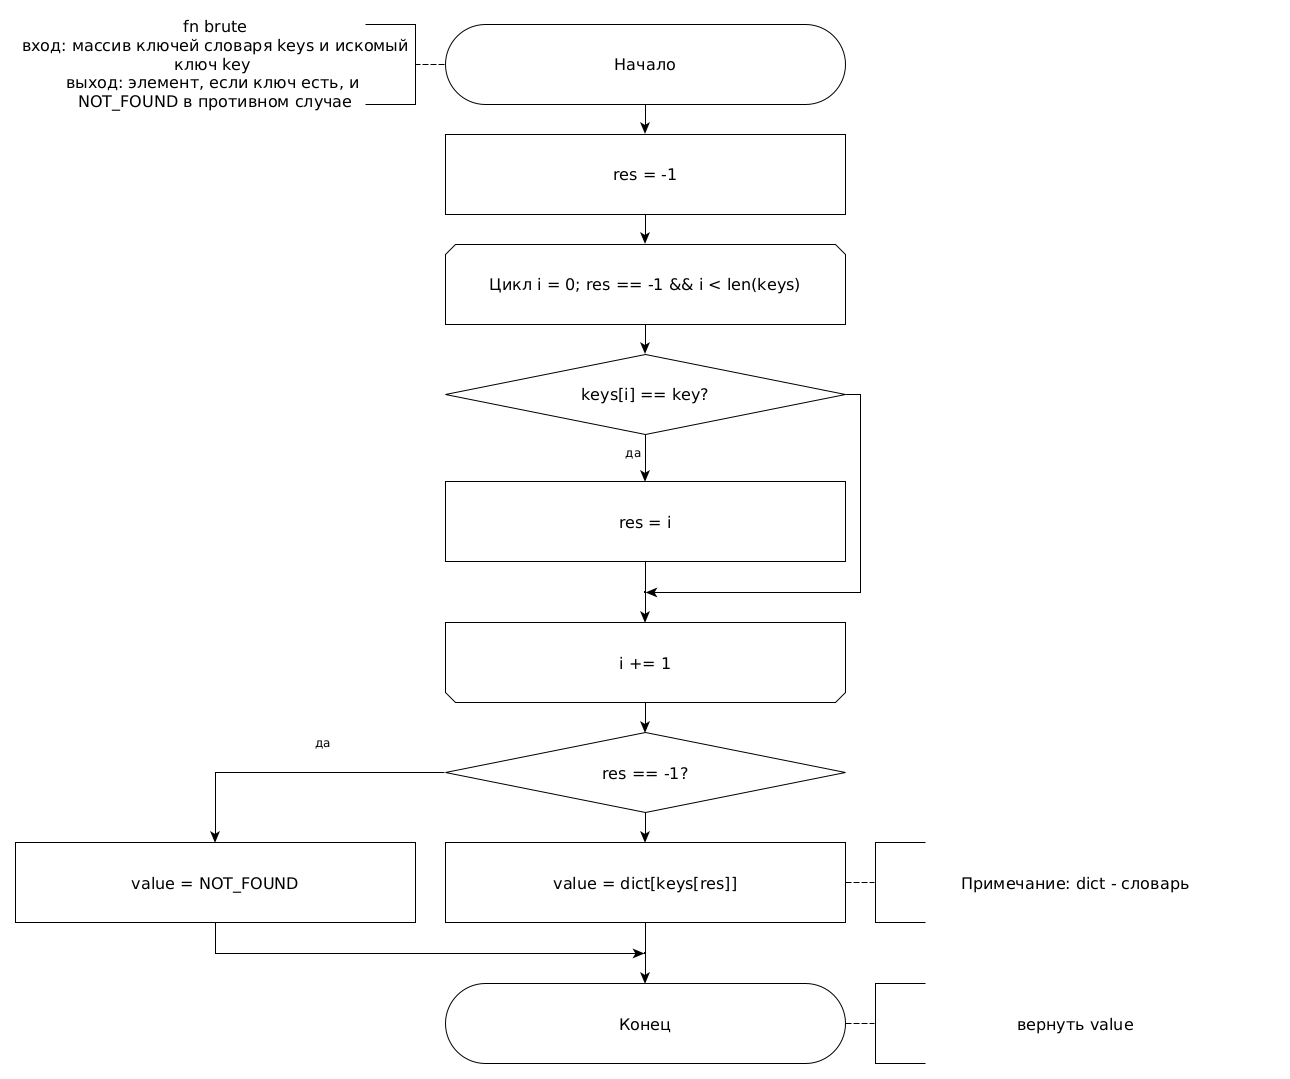 fn brute
вход: массив ключей словаря keys и искомый
ключ key
выход: элемент, если ключ есть, и
NOT_FOUND в противном случае
Начало
res = -1
Цикл i = 0; res == -1 && i < len(keys)
keys[i] == key?
да
res = i
i += 1
да
res == -1?
value = NOT_FOUND
value = dict[keys[res]]
Примечание: dict - словарь
Конец
вернуть value